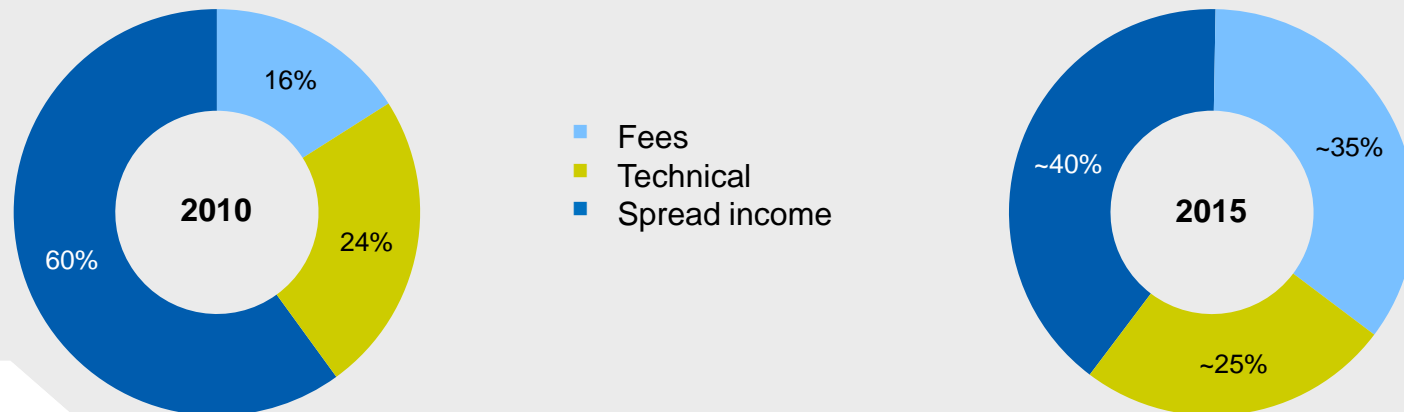 16%
24%
60%
2010
Fees
Technical
Spread income
~35%
~40%
~25%
2015